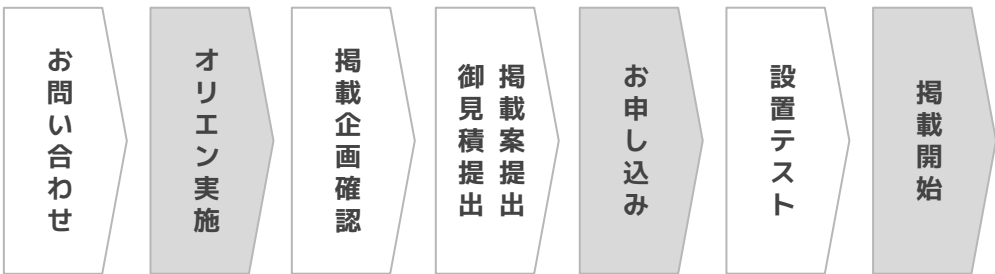 お問い合わせ
オリエン実施
掲載企画確認
掲載案提出
御見積提出
お申し込み
設置テスト
掲載開始